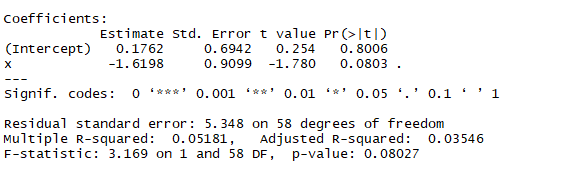 Coefficients:
            Estimate Std. Error t value Pr(>|t|)
(Intercept)   0.1762     0.6942   0.254   0.8006
x            -1.6198     0.9099  -1.780   0.0803 .
---
Signif. codes:  0 ‘***’ 0.001 ‘**’ 0.01 ‘*’ 0.05 ‘.’ 0.1 ‘ ’ 1
Residual standard error: 5.348 on 58 degrees of freedom
Multiple R-squared:  0.05181,   Adjusted R-squared:  0.03546
F-statistic: 3.169 on 1 and 58 DF,  p-value: 0.08027